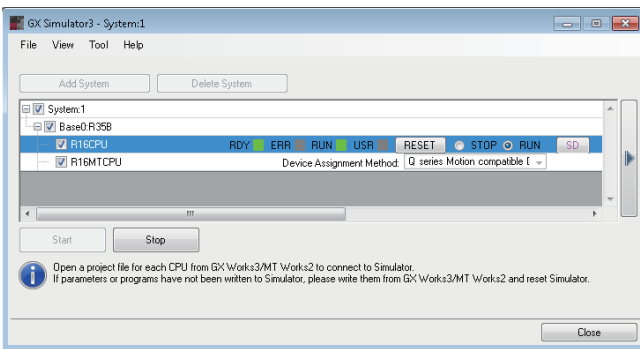 GX Simulator3 - System:1
File View Tool Help
Add System Delete System
System:1
Base0:R35B
R16CPU RDY ERR RUN USR RESET STOP RUN SD
R16MTCPU Device Assignment Method: Q series Motion compatible [
Start Stop
Open a project file for each CPU from GX Works3/MT Works2 to connect to Simulator.
If parameters or programs have not been written to Simulator, please write them from GX Works3/MT Works2 and reset Simulator.
Close